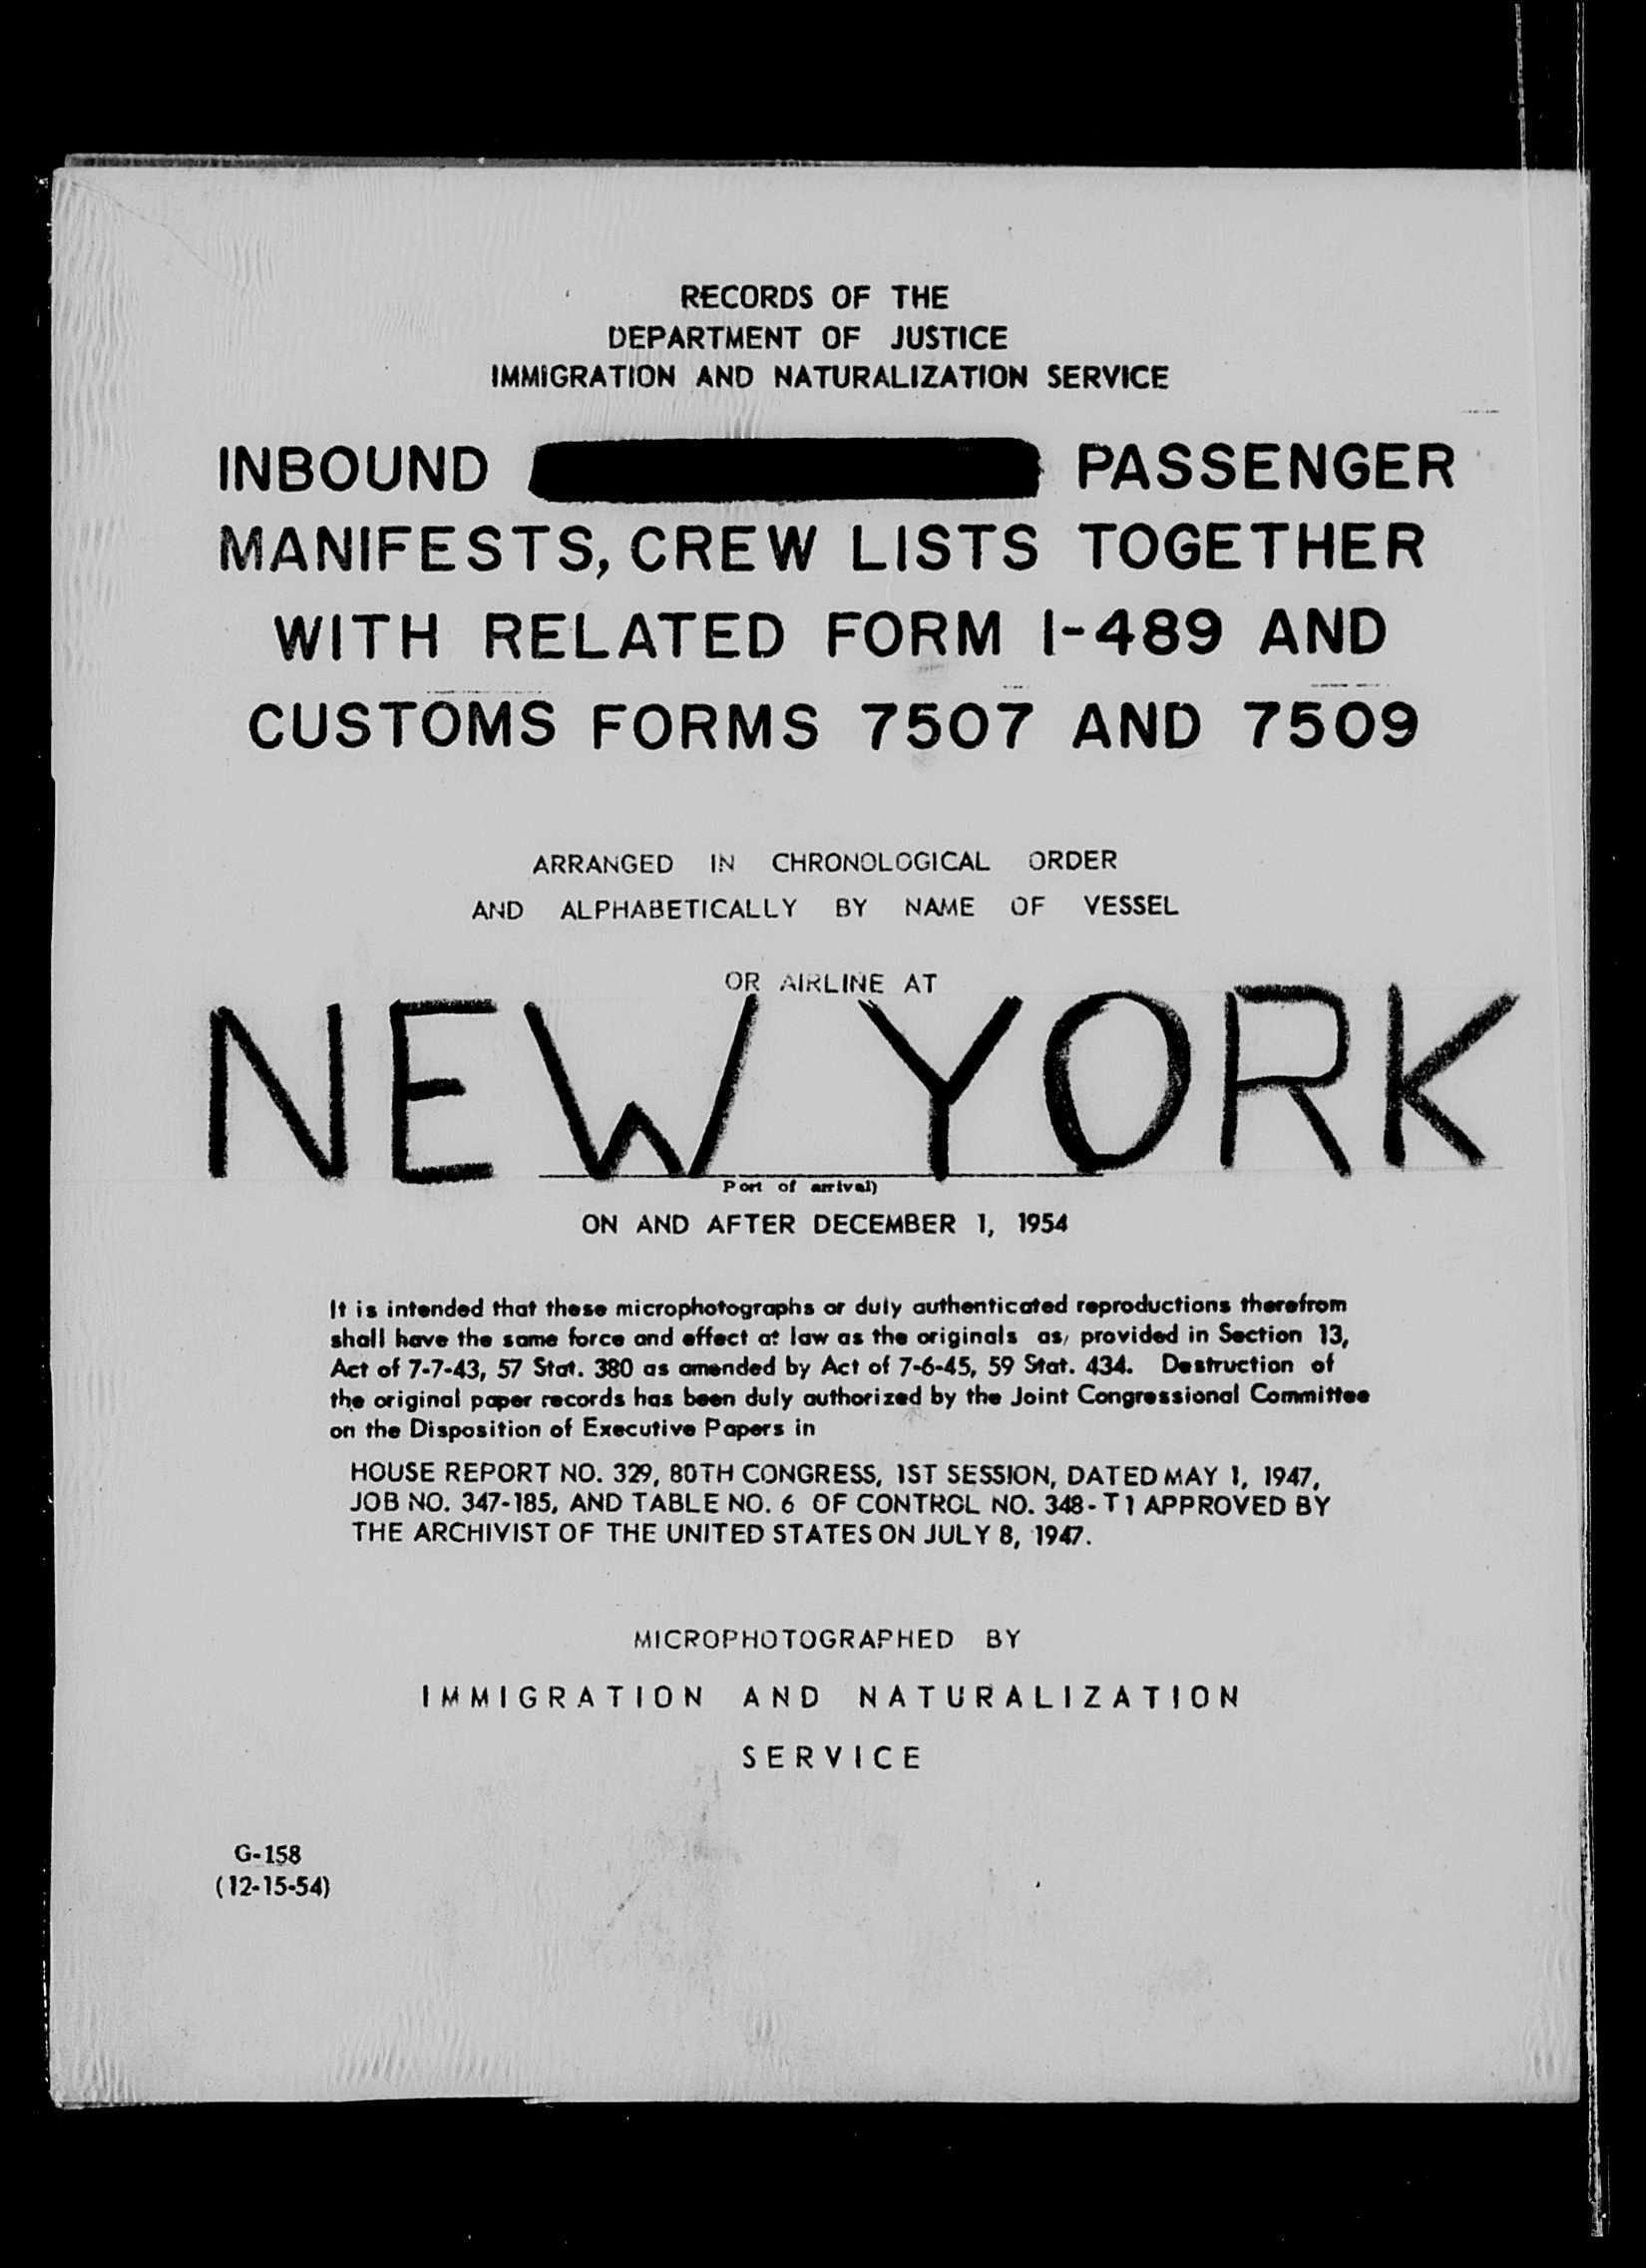 RECORDS OF THE
DEPARTMENT OF JUSTICE
IMMIGRATION AND NATURALIZATION SERVICE
INBOUND PASSENGER
MANIFESTS, CREW LISTS TOGETHER
WITH RELATED FORM I-489 AND
CUSTOMS FORMS 7507 AND 7509
ARRANGED IN CHRONOLOGICAL ORDER
AND ALPHABETICALLY BY NAME OF VESSEL
OR AIRLINE AT
NEW YORK
Port of arrival)
ON AND AFTER DECEMBER 1, 1954
It is intended that these microphotographs or duly authenticated reproductions therefrom
shall have the same force and effect at law as the originals as, provided in Section 13,
Act of 7-7-43, 57 Stat. 380 as amended by Act of 7-6-45, 59 Stat. 434. Destruction of
the original paper records has been duly authorized by the Joint Congressional Committee
on the Disposition of Executive Papers in
HOUSE REPORT NO. 329, 80TH CONGRESS, 1ST SESSION, DATED MAY 1, 1947,
JOB NO. 347-185, AND TABLE NO. 6 OF CONTROL NO. 348-T1 APPROVED BY
THE ARCHIVIST OF THE UNITED STATES ON JULY 8, 1947.
MICROPHOTOGRAPHED BY
IMMIGRATION AND NATURALIZATION
SERVICE
G-158
(12-15-54)